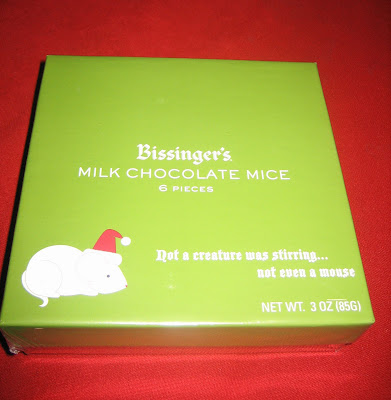 Bissinger's
MILK CHOCOLATE MICE
6 PIECES
Not a creature was stirring...
not even a mouse
NET WT. 3 OZ (85G)